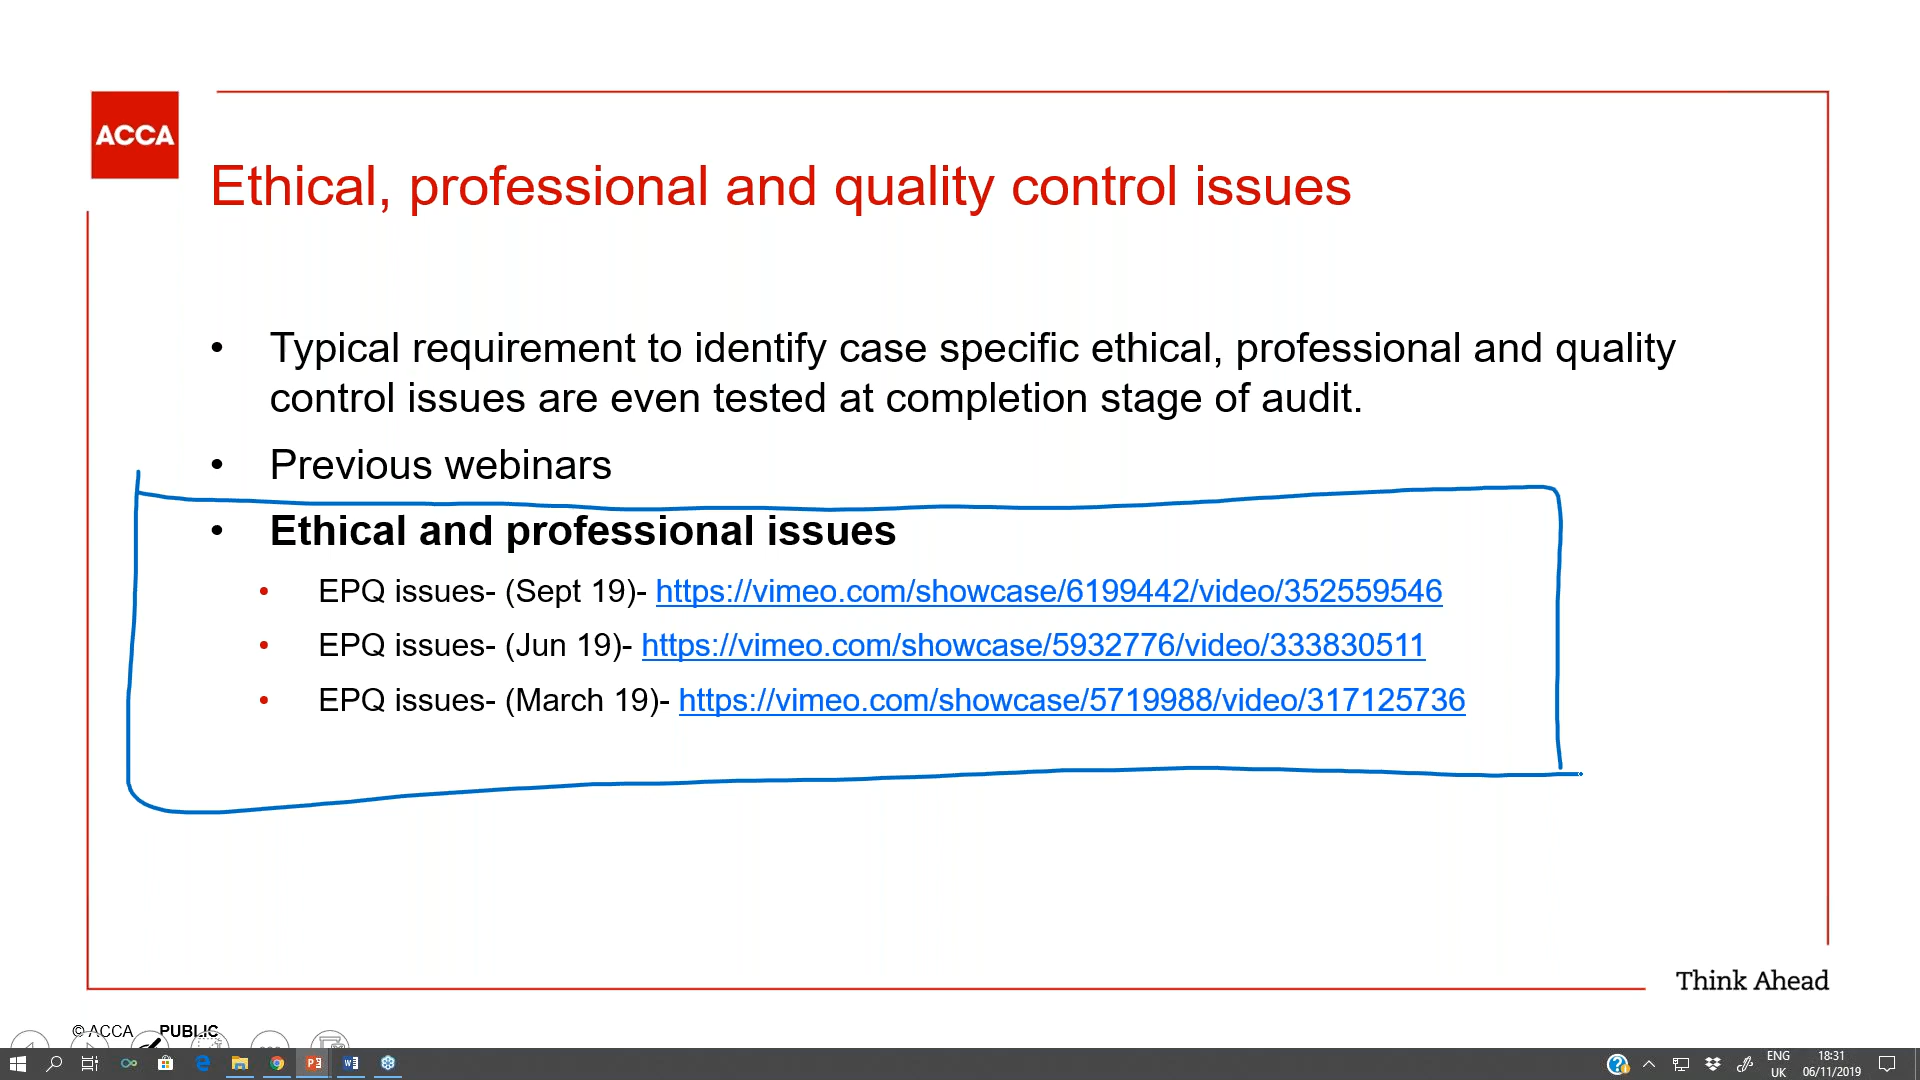 ACCA
Ethical, professional and quality control issues
• Typical requirement to identify case specific ethical, professional and quality
control issues are even tested at completion stage of audit.
• Previous webinars
• Ethical and professional issues
• EPQ issues- (Sept 19)- https://vimeo.com/showcase/6199442/video/352559546
• EPQ issues- (Jun 19)- https://vimeo.com/showcase/5932776/video/333830511
• EPQ issues- (March 19)- https://vimeo.com/showcase/5719988/video/317125736
Think Ahead
© ACCA PUBLIC
ENG 18:31
UK 06/11/2019